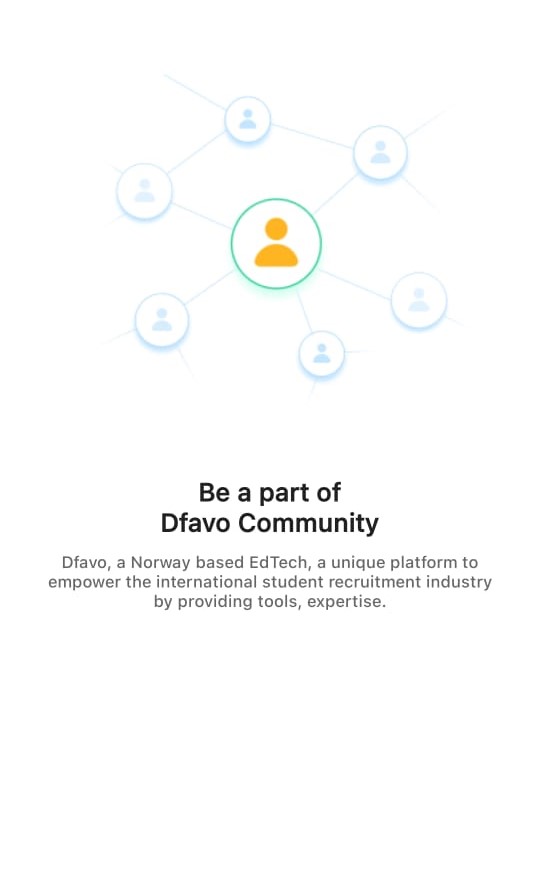 Be a part of
Dfavo Community
Dfavo, a Norway based EdTech, a unique platform to
empower the international student recruitment industry
by providing tools, expertise.